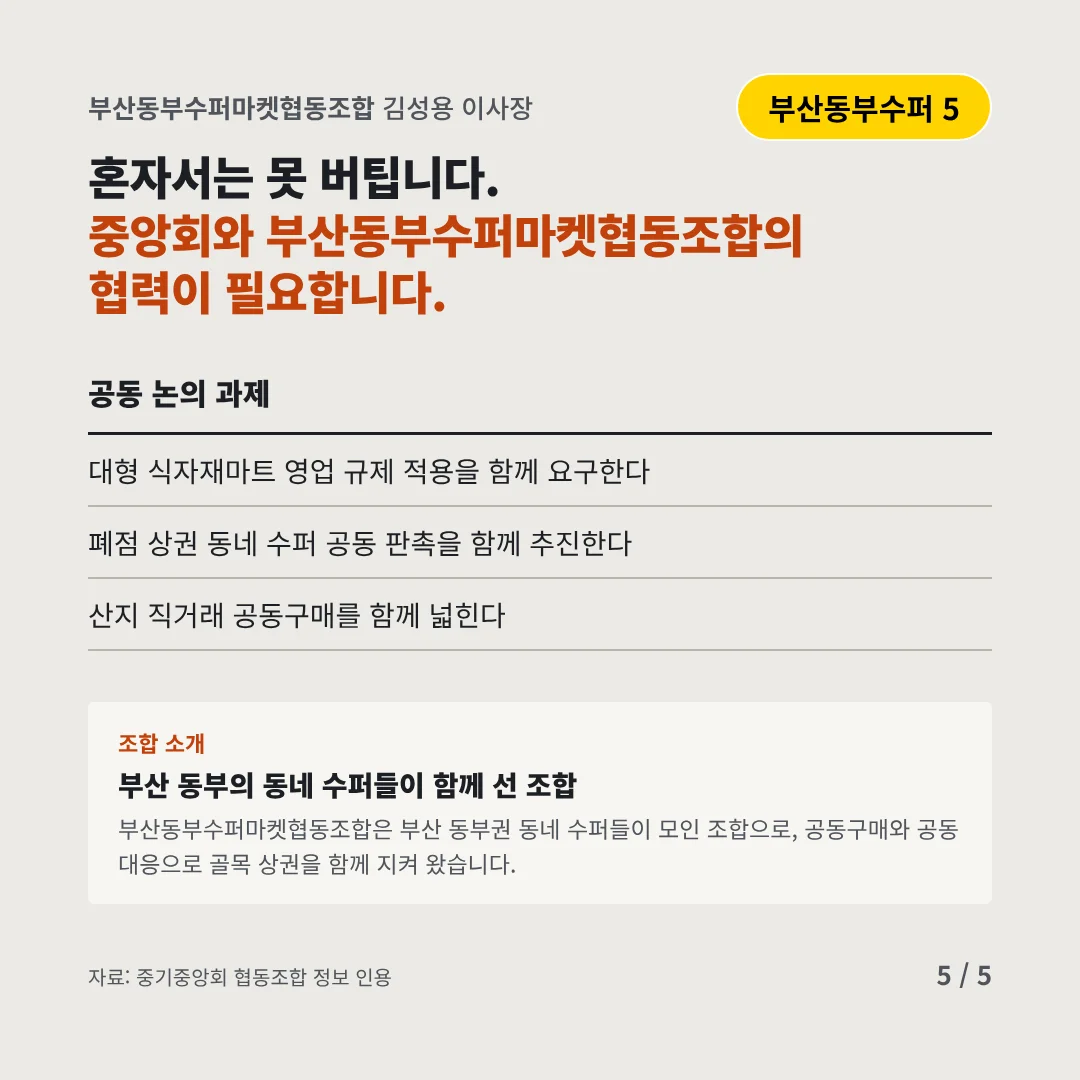 부산동부수퍼마켓협동조합 김성용 이사장
부산동부수퍼 5
혼자서는 못 버팁니다.
중앙회와 부산동부수퍼마켓협동조합의
협력이 필요합니다.
공동 논의 과제
대형 식자재마트 영업 규제 적용을 함께 요구한다
폐점 상권 동네 수퍼 공동 판촉을 함께 추진한다
산지 직거래 공동구매를 함께 넓힌다
조합 소개
부산 동부의 동네 수퍼들이 함께 선 조합
부산동부수퍼마켓협동조합은 부산 동부권 동네 수퍼들이 모인 조합으로, 공동구매와 공동
대응으로 골목 상권을 함께 지켜 왔습니다.
자료: 중기중앙회 협동조합 정보 인용
5 / 5